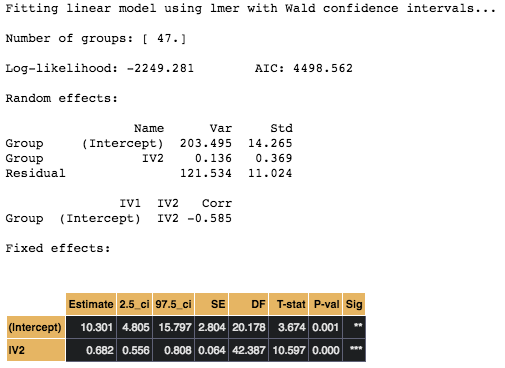 Fitting linear model using lmer with Wald confidence intervals...
Number of groups: [ 47.]
Log-likelihood: -2249.281 AIC: 4498.562
Random effects:
Name Var Std
Group (Intercept) 203.495 14.265
Group IV2 0.136 0.369
Residual 121.534 11.024
IV1 IV2 Corr
Group (Intercept) IV2 -0.585
Fixed effects:
Estimate 2.5_ci 97.5_ci SE DF T-stat P-val Sig
(Intercept) 10.301 4.805 15.797 2.804 20.178 3.674 0.001 **
IV2 0.682 0.556 0.808 0.064 42.387 10.597 0.000 ***